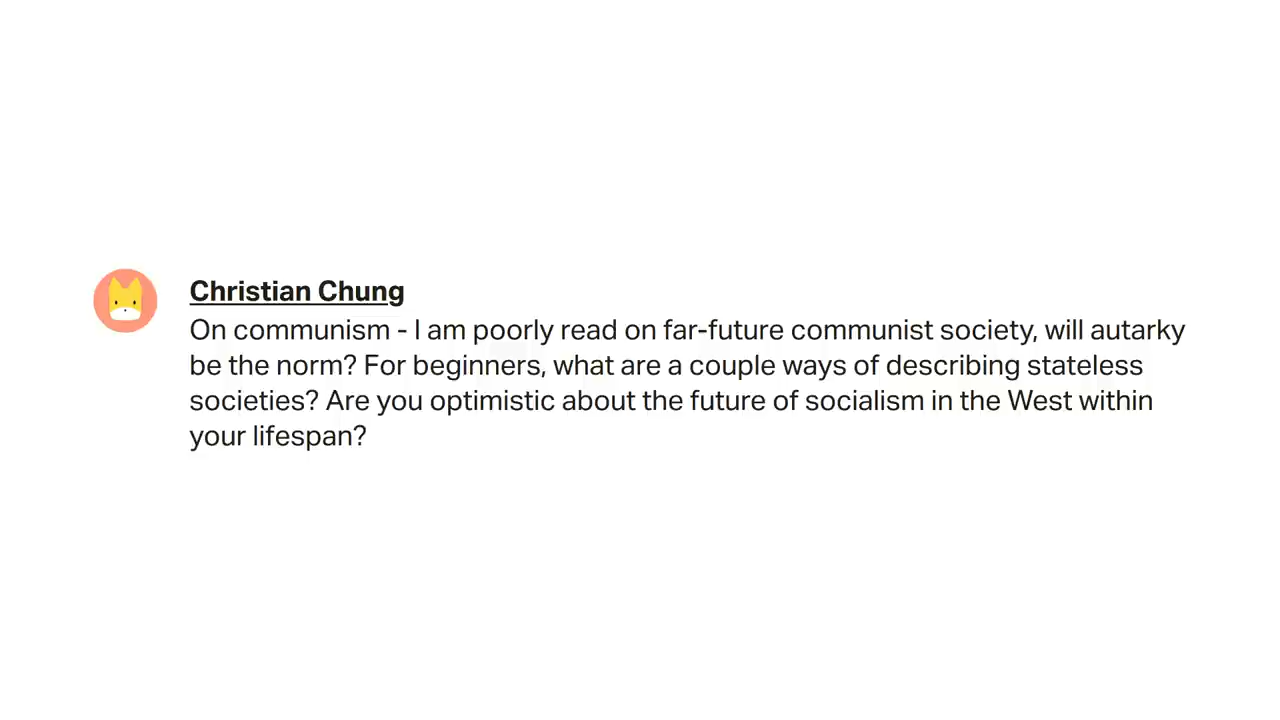 Christian Chung
On communism - I am poorly read on far-future communist society, will autarky
be the norm? For beginners, what are a couple ways of describing stateless
societies? Are you optimistic about the future of socialism in the West within
your lifespan?